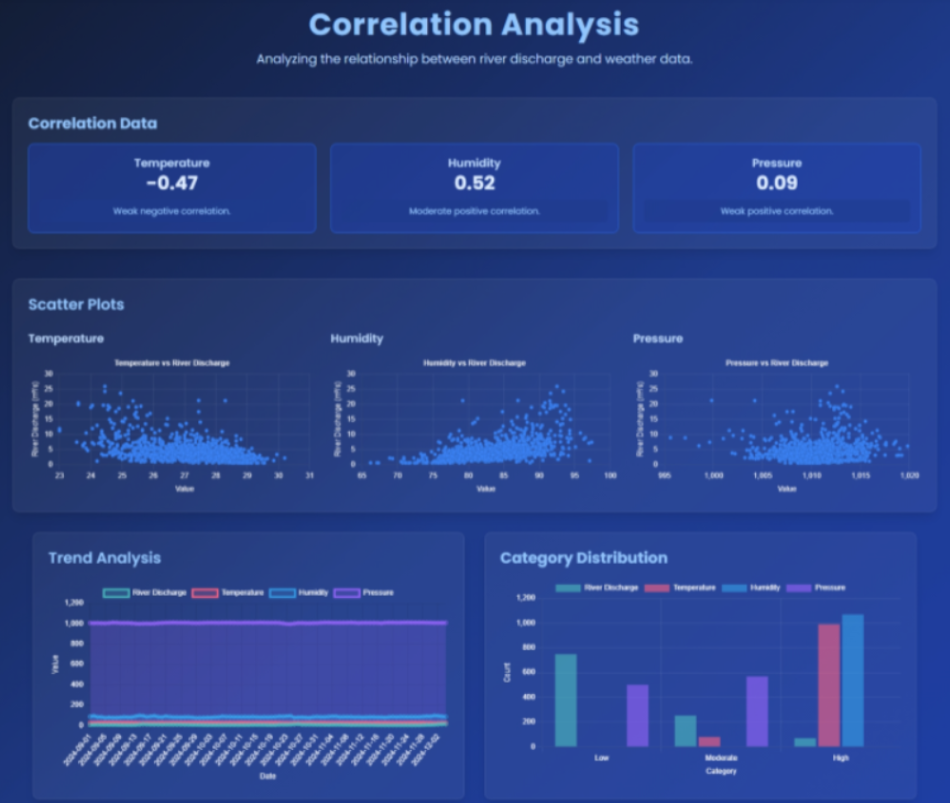 Correlation Analysis
Analyzing the relationship between river discharge and weather data.
Correlation Data
Temperature
-0.47
Weak negative correlation.
Humidity
0.52
Moderate positive correlation.
Pressure
0.09
Weak positive correlation.
Scatter Plots
Temperature
Temperature vs River Discharge
River Discharge (m³/s)
30
25
20
15
10
5
0
23 24 25 26 27 28 29 30 31
Value
Humidity
Humidity vs River Discharge
River Discharge (m³/s)
30
25
20
15
10
5
0
65 70 75 80 85 90 95 100
Value
Pressure
Pressure vs River Discharge
River Discharge (m³/s)
30
25
20
15
10
5
0
995 1,000 1,005 1,010 1,015 1,020
Value
Trend Analysis
River Discharge Temperature Humidity Pressure
Value
1,200
1,000
800
600
400
200
0
2024-09-01 2024-09-05 2024-09-09 2024-09-13 2024-09-17 2024-09-21 2024-09-25 2024-09-29 2024-10-03 2024-10-07 2024-10-11 2024-10-15 2024-10-19 2024-10-23 2024-10-27 2024-10-31 2024-11-04 2024-11-08 2024-11-12 2024-11-16 2024-11-20 2024-11-24 2024-11-28 2024-12-02
Date
Category Distribution
River Discharge Temperature Humidity Pressure
Count
1,200
1,000
800
600
400
200
0
Low Moderate High
Category